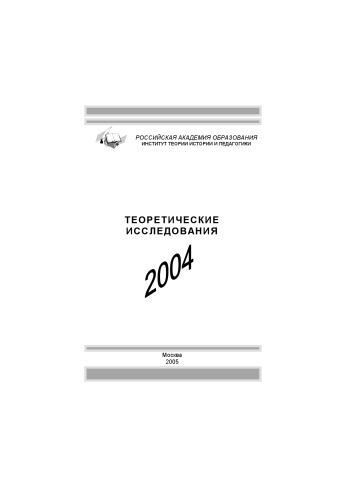 РОССИЙСКАЯ АКАДЕМИЯ ОБРАЗОВАНИЯ
ИНСТИТУТ ТЕОРИИ ИСТОРИИ И ПЕДАГОГИКИ
ТЕОРЕТИЧЕСКИЕ
ИССЛЕДОВАНИЯ
2004
Москва
2005